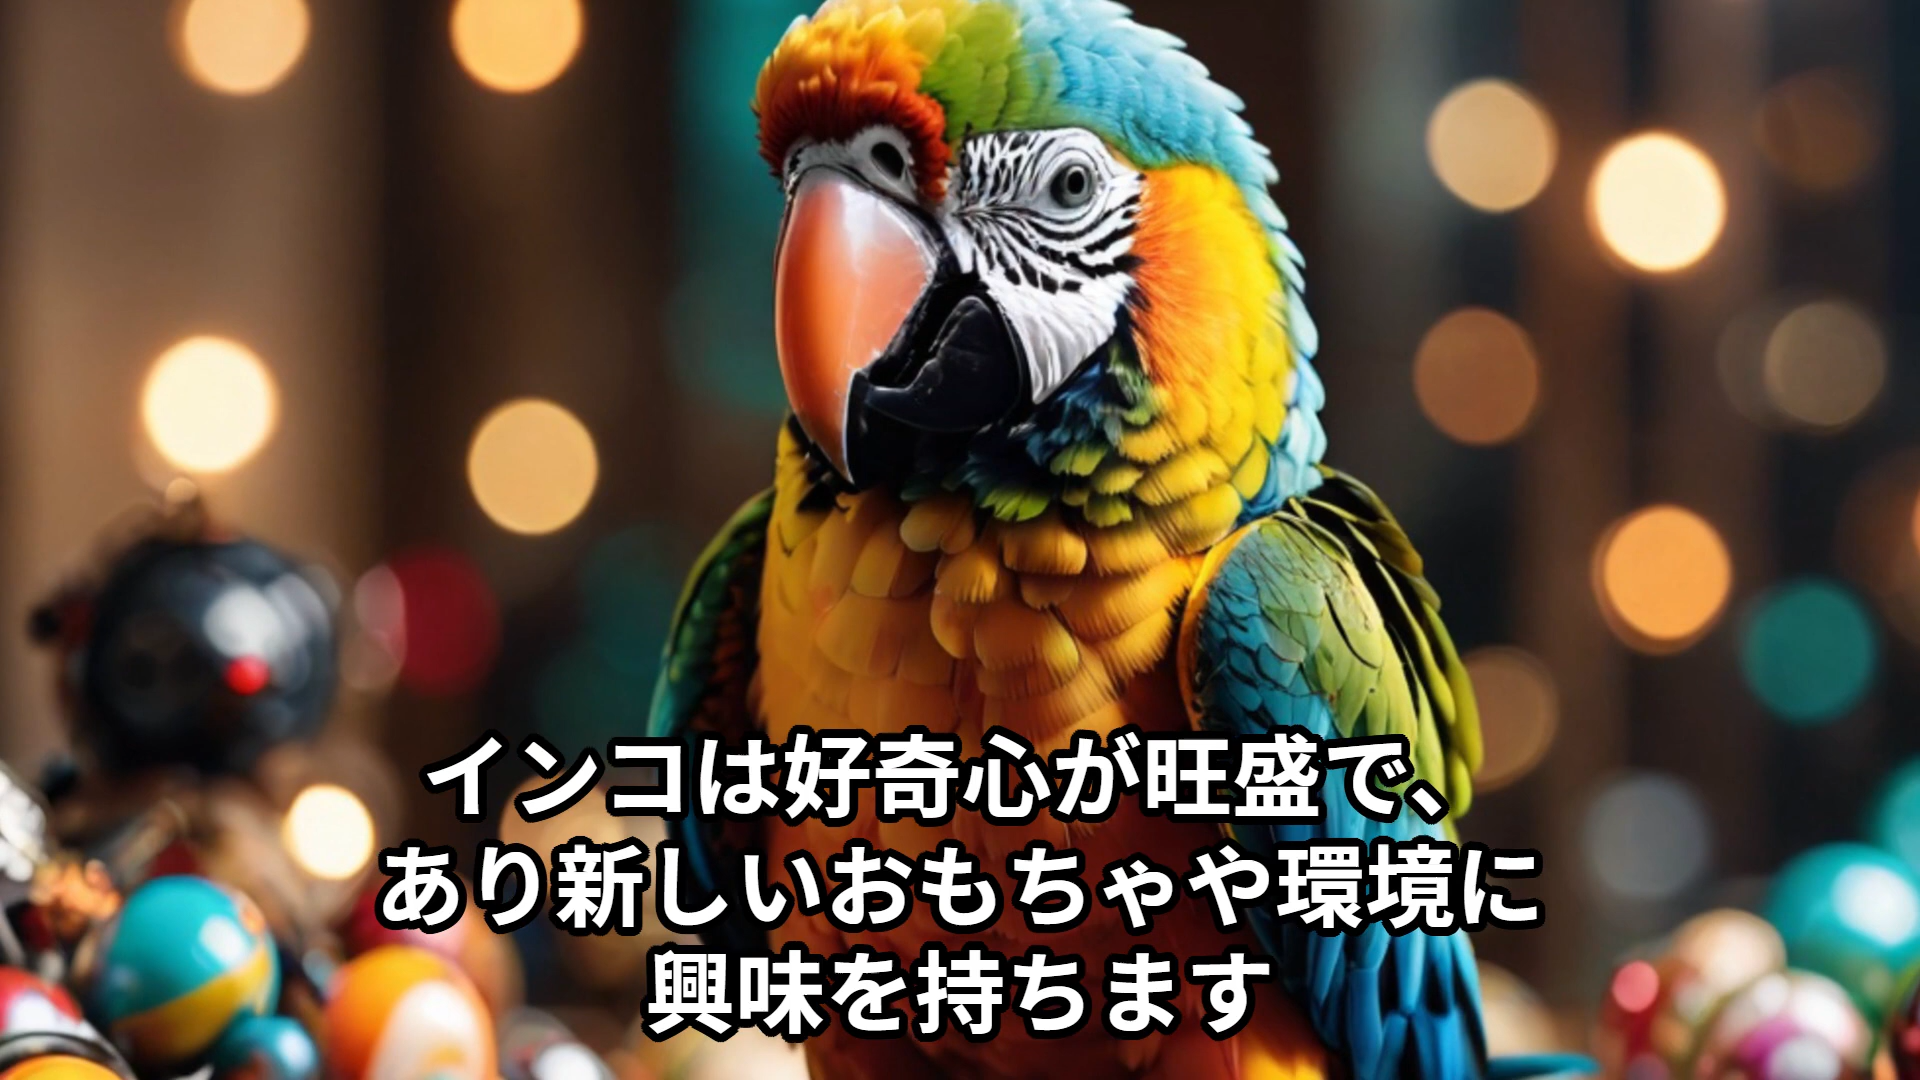 インコは好奇心が旺盛で、
あり新しいおもちゃや環境に
興味を持ちます